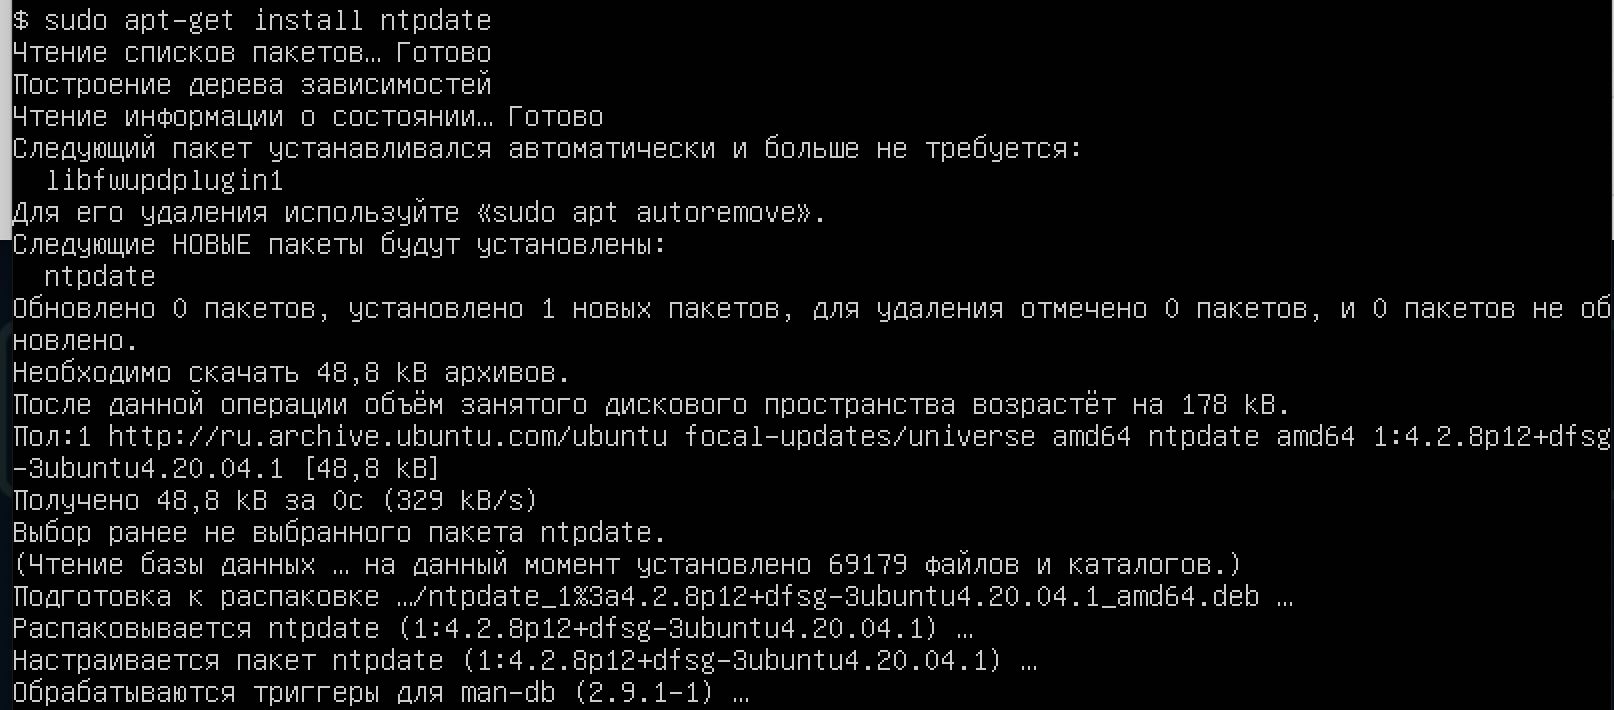 $ sudo apt-get install ntpdate
Чтение списков пакетов… Готово
Построение дерева зависимостей
Чтение информации о состоянии… Готово
Следующий пакет устанавливался автоматически и больше не требуется:
  libfwupdplugin1
Для его удаления используйте «sudo apt autoremove».
Следующие НОВЫЕ пакеты будут установлены:
  ntpdate
Обновлено 0 пакетов, установлено 1 новых пакетов, для удаления отмечено 0 пакетов, и 0 пакетов не об
новлено.
Необходимо скачать 48,8 kB архивов.
После данной операции объём занятого дискового пространства возрастёт на 178 kB.
Пол:1 http://ru.archive.ubuntu.com/ubuntu focal-updates/universe amd64 ntpdate amd64 1:4.2.8p12+dfsg
-3ubuntu4.20.04.1 [48,8 kB]
Получено 48,8 kB за 0с (329 kB/s)
Выбор ранее не выбранного пакета ntpdate.
(Чтение базы данных … на данный момент установлено 69179 файлов и каталогов.)
Подготовка к распаковке …/ntpdate_1%3a4.2.8p12+dfsg-3ubuntu4.20.04.1_amd64.deb …
Распаковывается ntpdate (1:4.2.8p12+dfsg-3ubuntu4.20.04.1) …
Настраивается пакет ntpdate (1:4.2.8p12+dfsg-3ubuntu4.20.04.1) …
Обрабатываются триггеры для man-db (2.9.1-1) …